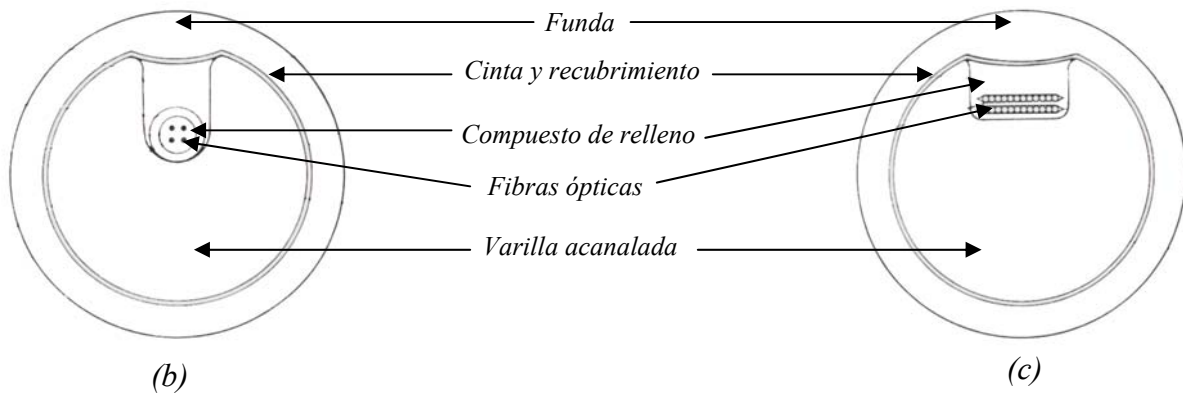 Funda
Cinta y recubrimiento
Compuesto de relleno
Fibras ópticas
Varilla acanalada
(b)
(c)